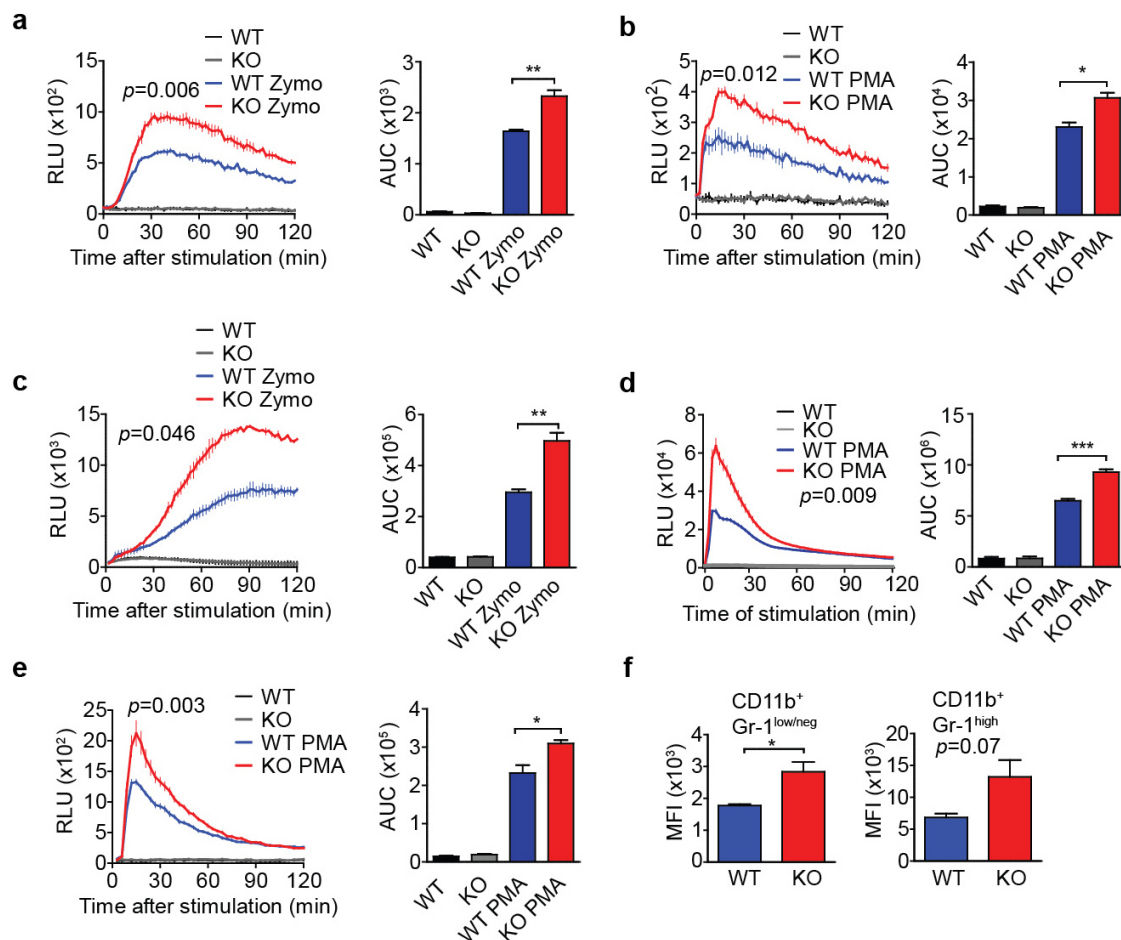 a
WT
KO
WT Zymo
KO Zymo
p=0.006
RLU (x10²)
15
10
5
0
0 30 60 90 120
Time after stimulation (min)
**
AUC (x10³)
3
2
1
0
WT
KO
WT Zymo
KO Zymo
b
WT
KO
WT PMA
KO PMA
p=0.012
RLU (x10²)
5
4
3
2
1
0
0 30 60 90 120
Time after stimulation (min)
*
AUC (x10⁴)
4
3
2
1
0
WT
KO
WT PMA
KO PMA
c
WT
KO
WT Zymo
KO Zymo
p=0.046
RLU (x10³)
15
10
5
0
0 30 60 90 120
Time after stimulation (min)
**
AUC (x10⁵)
6
4
2
0
WT
KO
WT Zymo
KO Zymo
d
WT
KO
WT PMA
KO PMA
p=0.009
RLU (x10⁴)
8
6
4
2
0
0 30 60 90 120
Time of stimulation (min)
***
AUC (x10⁶)
15
10
5
0
WT
KO
WT PMA
KO PMA
e
WT
KO
WT PMA
KO PMA
p=0.003
RLU (x10²)
25
20
15
10
5
0
0 30 60 90 120
Time after stimulation (min)
*
AUC (x10⁵)
4
3
2
1
0
WT
KO
WT PMA
KO PMA
f
CD11b⁺
Gr-1ˡᵒʷ/ⁿᵉᵍ
*
MFI (x10³)
4
3
2
1
0
WT KO
CD11b⁺
Gr-1ʰⁱᵍʰ
p=0.07
MFI (x10³)
20
15
10
5
0
WT KO